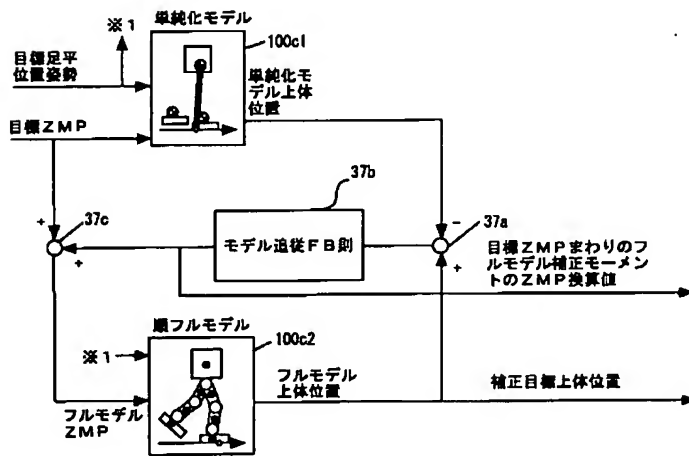 ※1
単純化モデル
100c1
目標足平
位置姿勢
単純化モ
デル上体
位置
目標ZMP
37b
37c
37a
+
+
-
+
モデル追従FB則
目標ZMPまわりのフ
ルモデル補正モーメン
トのZMP換算値
順フルモデル
100c2
※1
フルモデル
上体位置
補正目標上体位置
フルモデル
ZMP